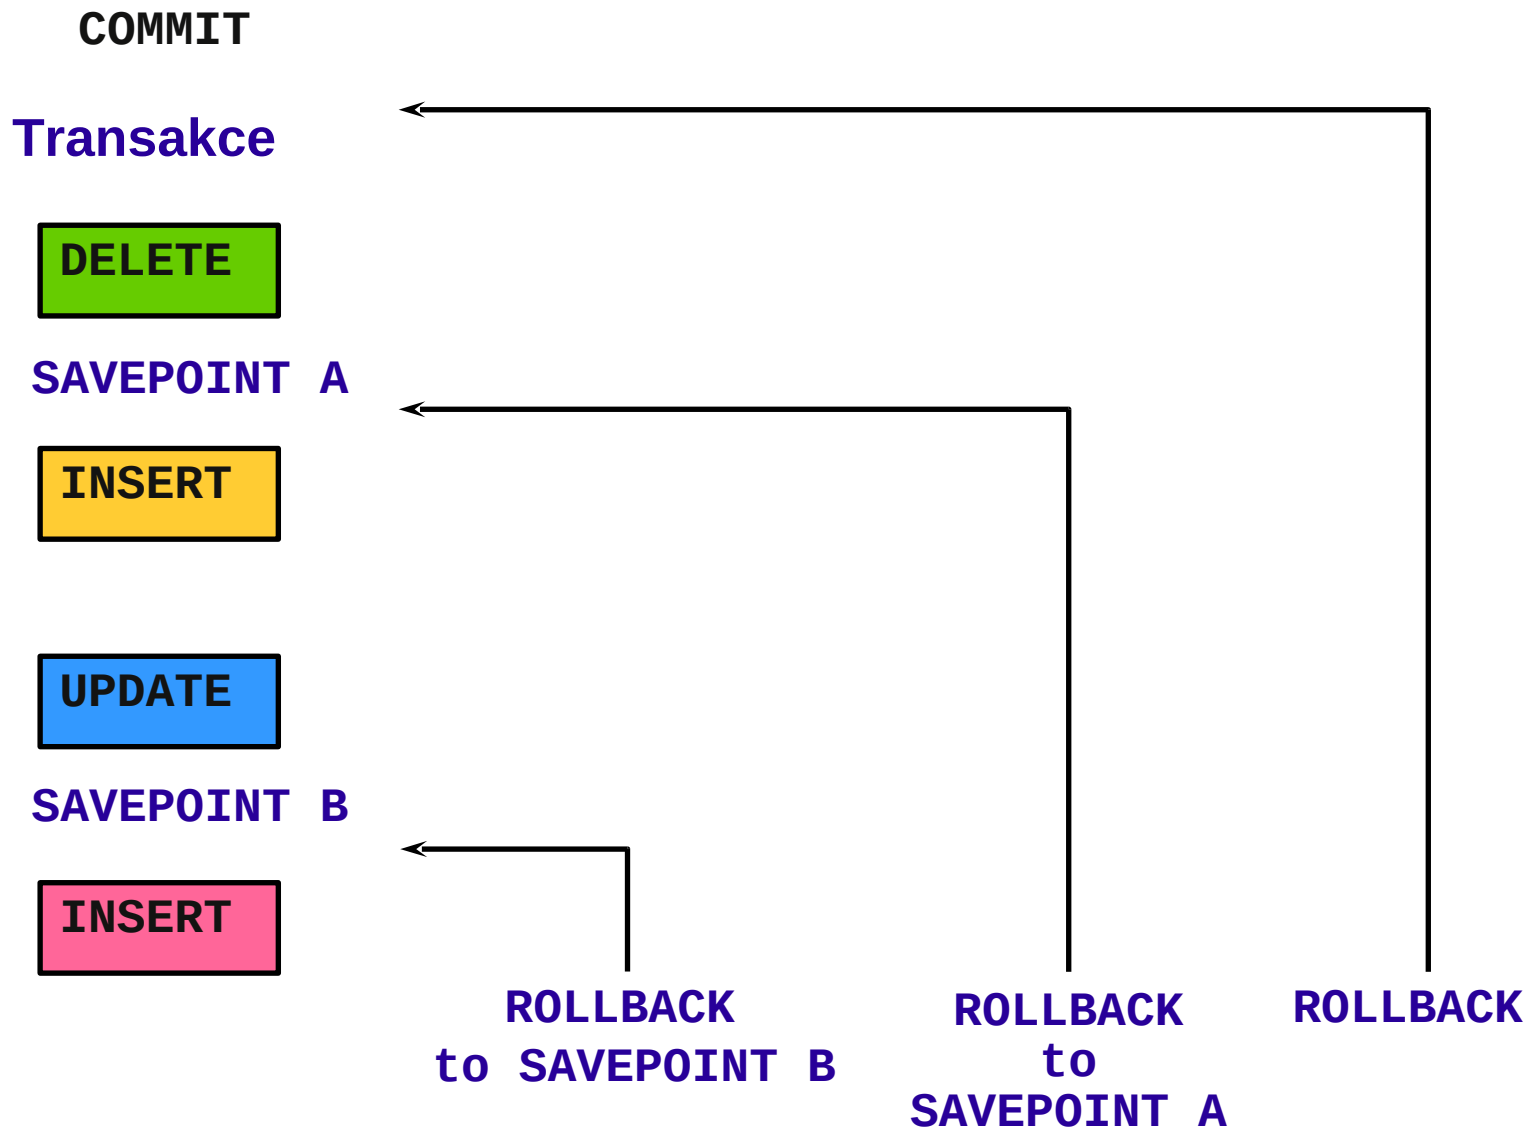 COMMIT
Transakce
DELETE
SAVEPOINT A
INSERT
UPDATE
SAVEPOINT B
INSERT
ROLLBACK
to SAVEPOINT B
ROLLBACK
to
SAVEPOINT A
ROLLBACK